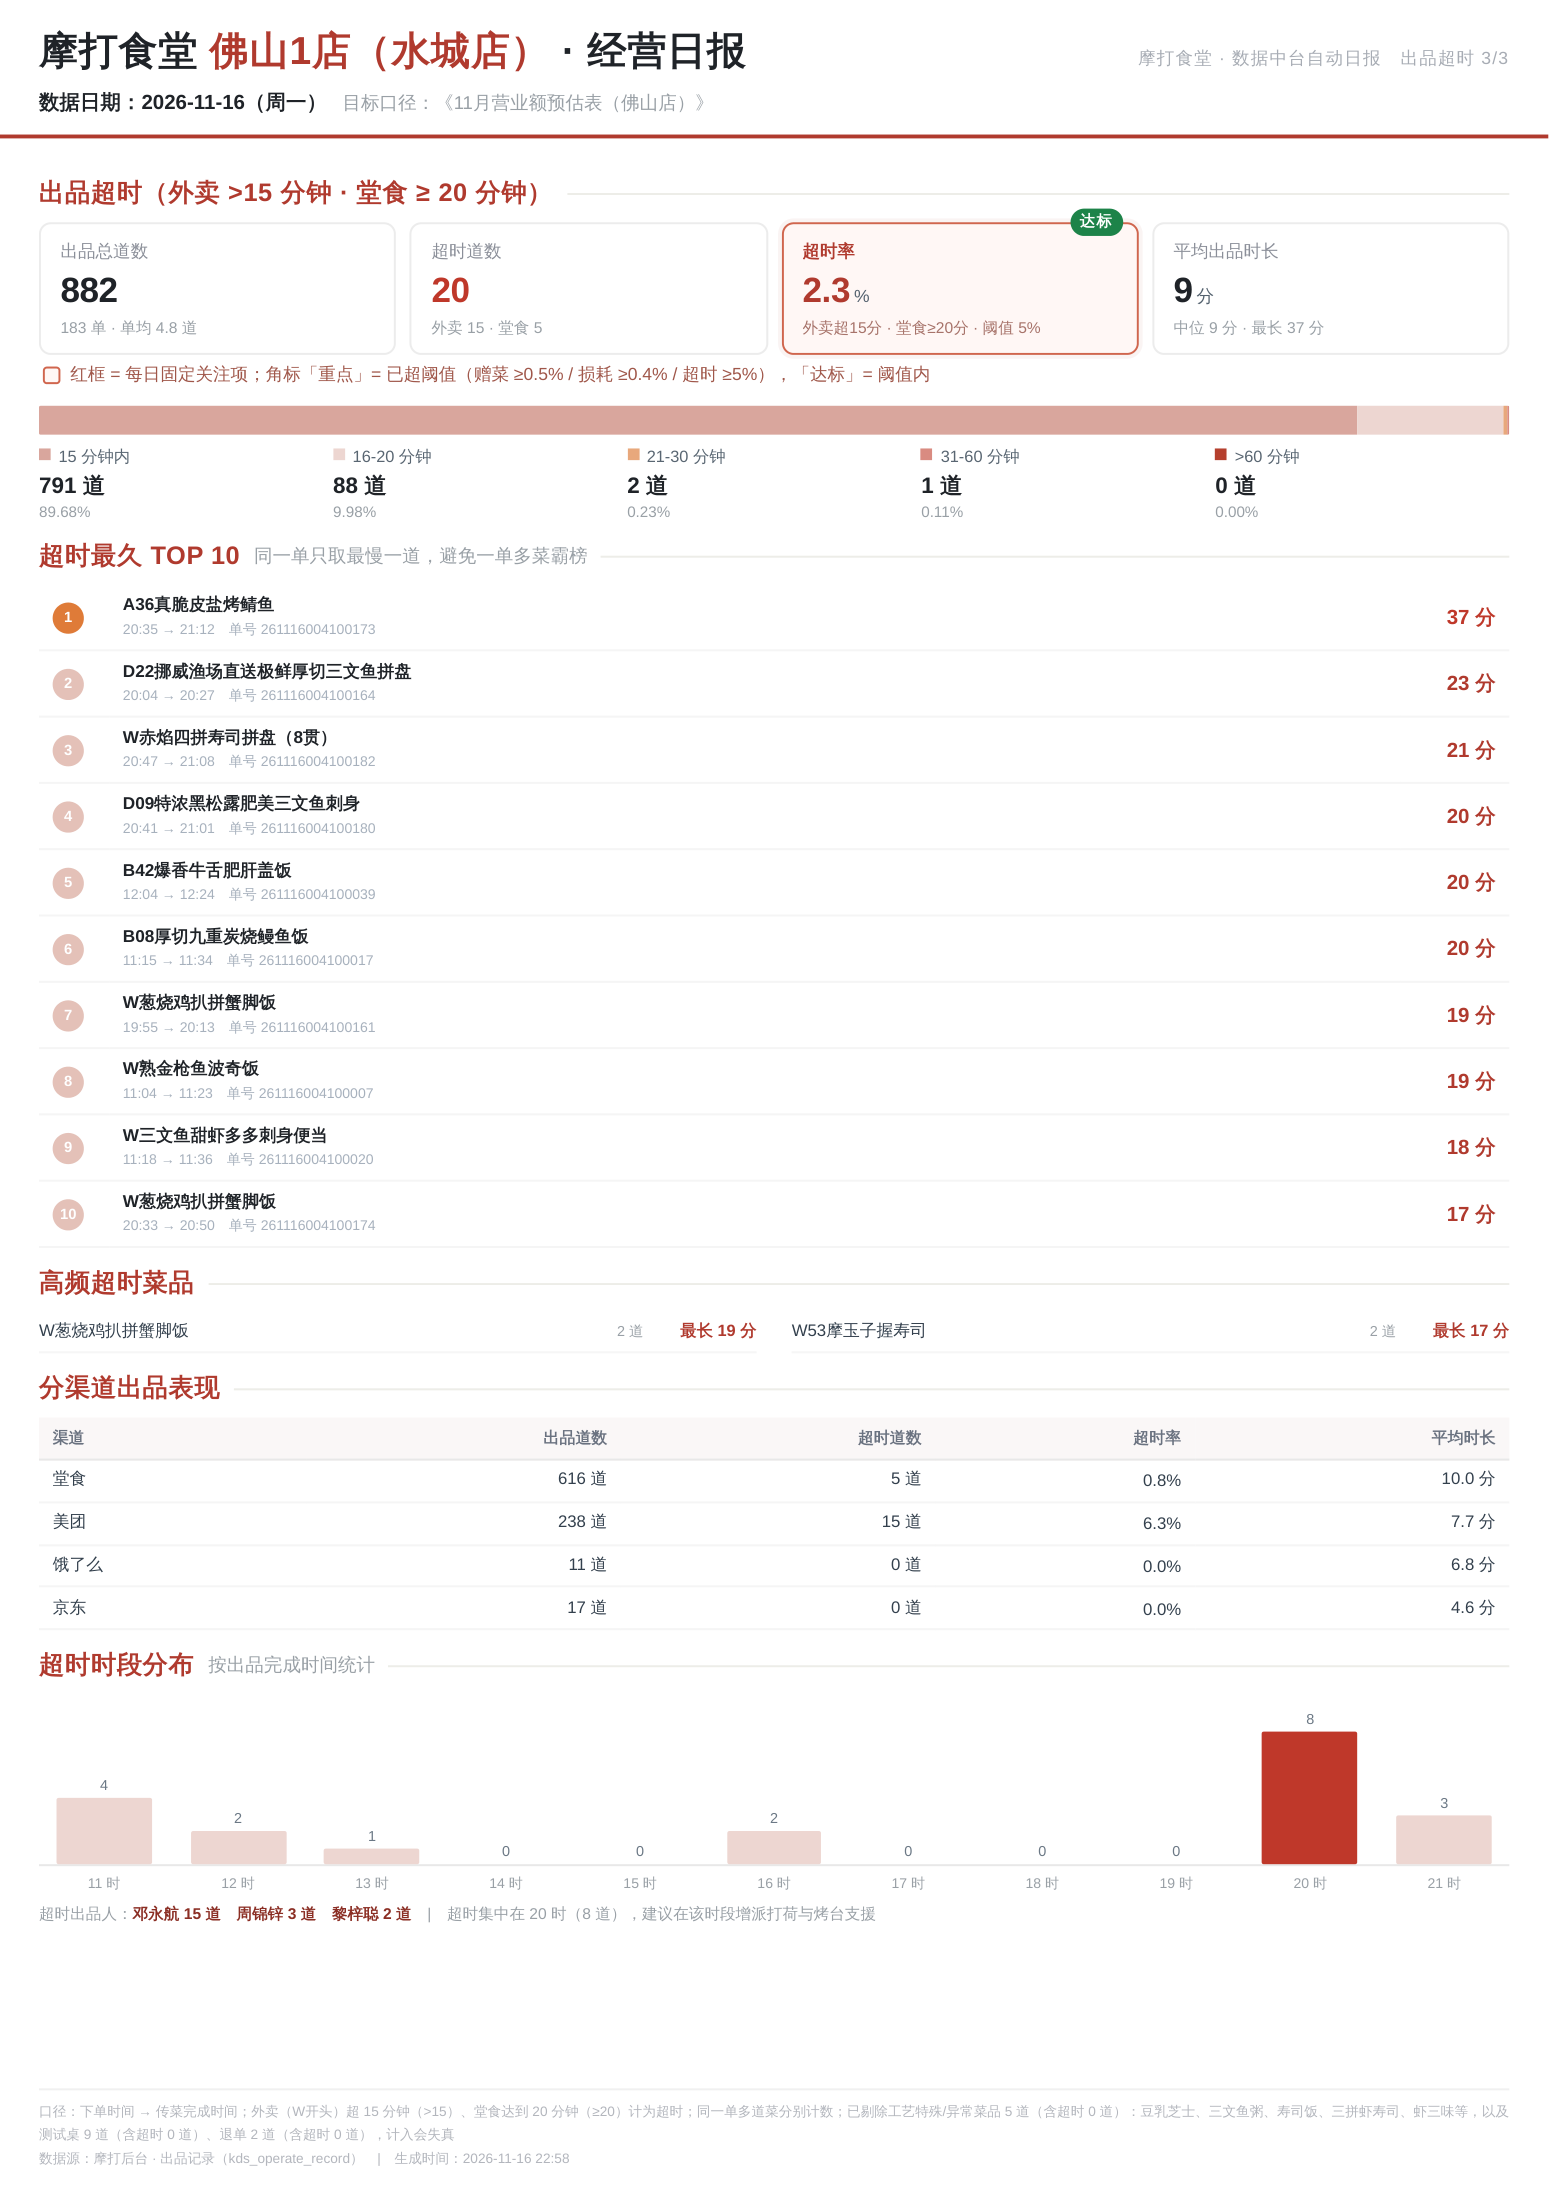 摩打食堂 佛山1店（水城店） · 经营日报
摩打食堂 · 数据中台自动日报 出品超时 3/3
数据日期：2026-11-16（周一） 目标口径：《11月营业额预估表（佛山店）》
出品超时（外卖 >15 分钟 · 堂食 ≥ 20 分钟）
达标
出品总道数 超时道数 超时率 平均出品时长
882 20 2.3 % 9 分
183 单 · 单均 4.8 道 外卖 15 · 堂食 5 外卖超15分 · 堂食≥20分 · 阈值 5% 中位 9 分 · 最长 37 分
红框 = 每日固定关注项；角标「重点」= 已超阈值（赠菜 ≥0.5% / 损耗 ≥0.4% / 超时 ≥5%），「达标」= 阈值内
15 分钟内 16-20 分钟 21-30 分钟 31-60 分钟 >60 分钟
791 道 88 道 2 道 1 道 0 道
89.68% 9.98% 0.23% 0.11% 0.00%
超时最久 TOP 10 同一单只取最慢一道，避免一单多菜霸榜
A36真脆皮盐烤鲭鱼
1 20:35 → 21:12 单号 261116004100173 37 分
D22挪威渔场直送极鲜厚切三文鱼拼盘
2 20:04 → 20:27 单号 261116004100164 23 分
W赤焰四拼寿司拼盘（8贯）
3 20:47 → 21:08 单号 261116004100182 21 分
D09特浓黑松露肥美三文鱼刺身
4 20:41 → 21:01 单号 261116004100180 20 分
B42爆香牛舌肥肝盖饭
5 12:04 → 12:24 单号 261116004100039 20 分
B08厚切九重炭烧鳗鱼饭
6 11:15 → 11:34 单号 261116004100017 20 分
W葱烧鸡扒拼蟹脚饭
7 19:55 → 20:13 单号 261116004100161 19 分
W熟金枪鱼波奇饭
8 11:04 → 11:23 单号 261116004100007 19 分
W三文鱼甜虾多多刺身便当
9 11:18 → 11:36 单号 261116004100020 18 分
W葱烧鸡扒拼蟹脚饭
10 20:33 → 20:50 单号 261116004100174 17 分
高频超时菜品
W葱烧鸡扒拼蟹脚饭 2 道 最长 19 分 W53摩玉子握寿司 2 道 最长 17 分
分渠道出品表现
渠道 出品道数 超时道数 超时率 平均时长
堂食 616 道 5 道 0.8% 10.0 分
美团 238 道 15 道 6.3% 7.7 分
饿了么 11 道 0 道 0.0% 6.8 分
京东 17 道 0 道 0.0% 4.6 分
超时时段分布 按出品完成时间统计
4 2 1 0 0 2 0 0 0 8 3
11 时 12 时 13 时 14 时 15 时 16 时 17 时 18 时 19 时 20 时 21 时
超时出品人：邓永航 15 道 周锦锌 3 道 黎梓聪 2 道 | 超时集中在 20 时（8 道），建议在该时段增派打荷与烤台支援
口径：下单时间 → 传菜完成时间；外卖（W开头）超 15 分钟（>15）、堂食达到 20 分钟（≥20）计为超时；同一单多道菜分别计数；已剔除工艺特殊/异常菜品 5 道（含超时 0 道）：豆乳芝士、三文鱼粥、寿司饭、三拼虾寿司、虾三味等，以及
测试桌 9 道（含超时 0 道）、退单 2 道（含超时 0 道），计入会失真
数据源：摩打后台 · 出品记录（kds_operate_record） | 生成时间：2026-11-16 22:58